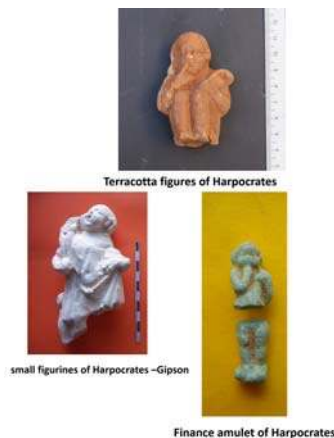 Terracotta figures of Harpocrates
small figurines of Harpocrates –Gipson
Finance amulet of Harpocrates